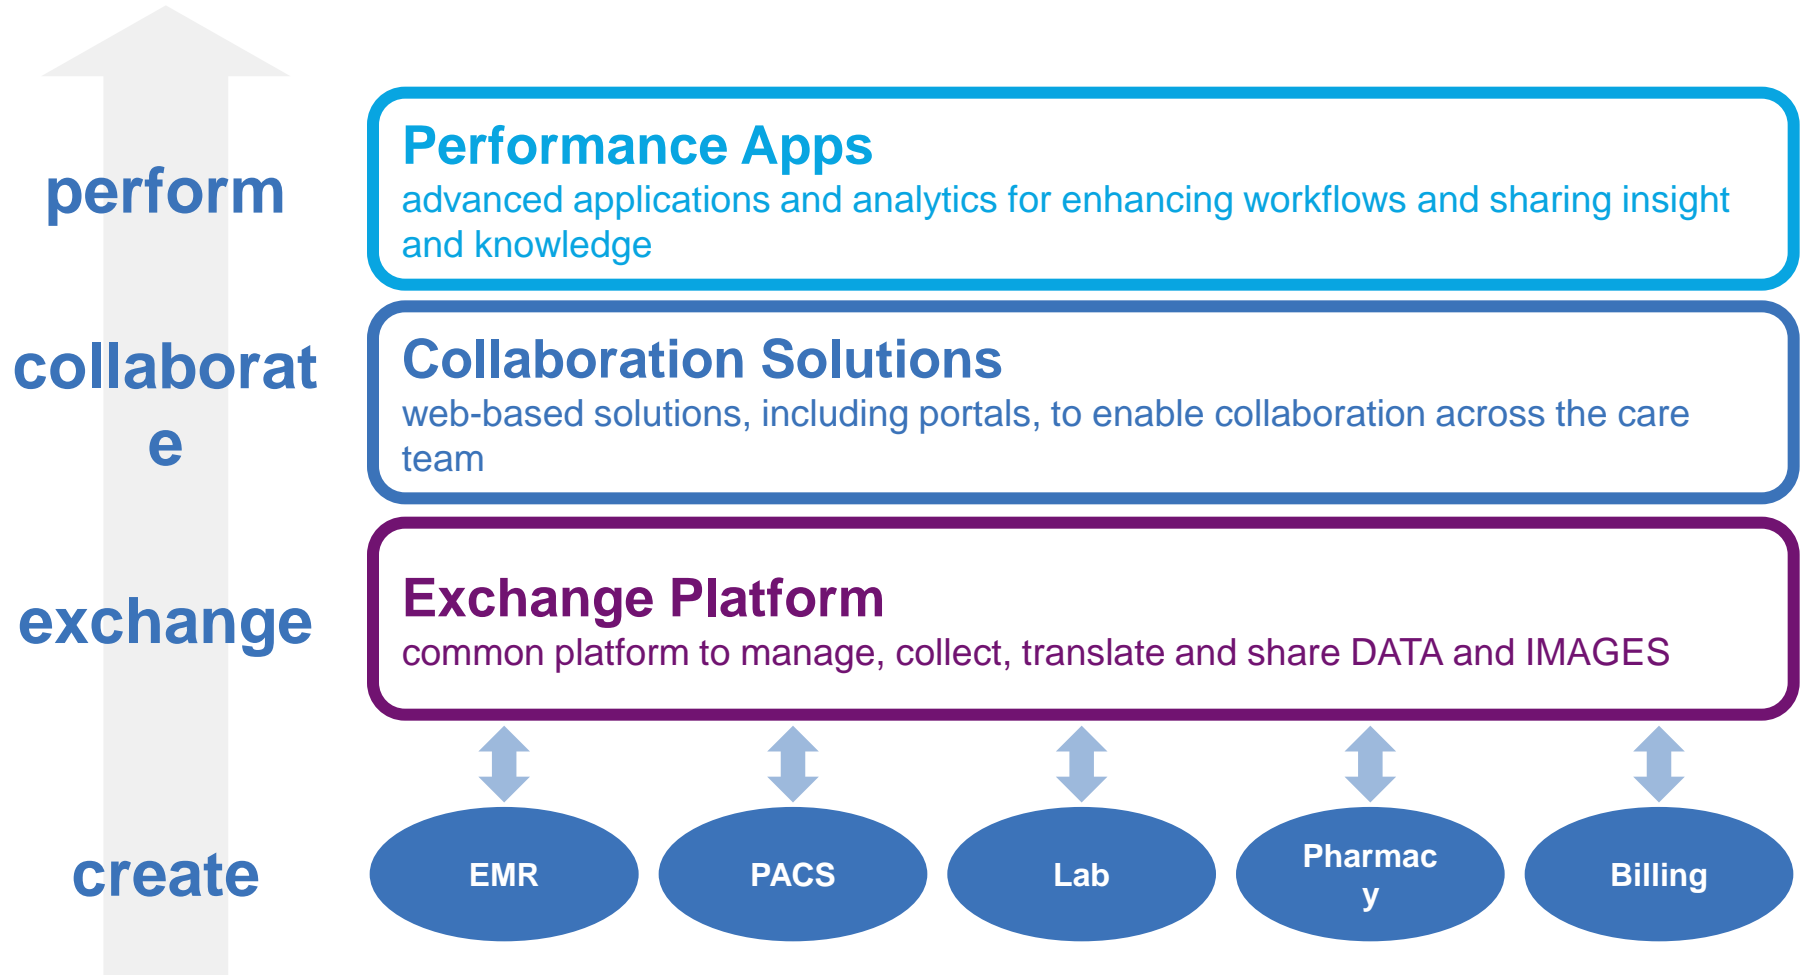 perform
Performance Apps
advanced applications and analytics for enhancing workflows and sharing insight
and knowledge
collaborat
e
Collaboration Solutions
web-based solutions, including portals, to enable collaboration across the care
team
exchange
Exchange Platform
common platform to manage, collect, translate and share DATA and IMAGES
create
EMR
PACS
Lab
Pharmac
y
Billing